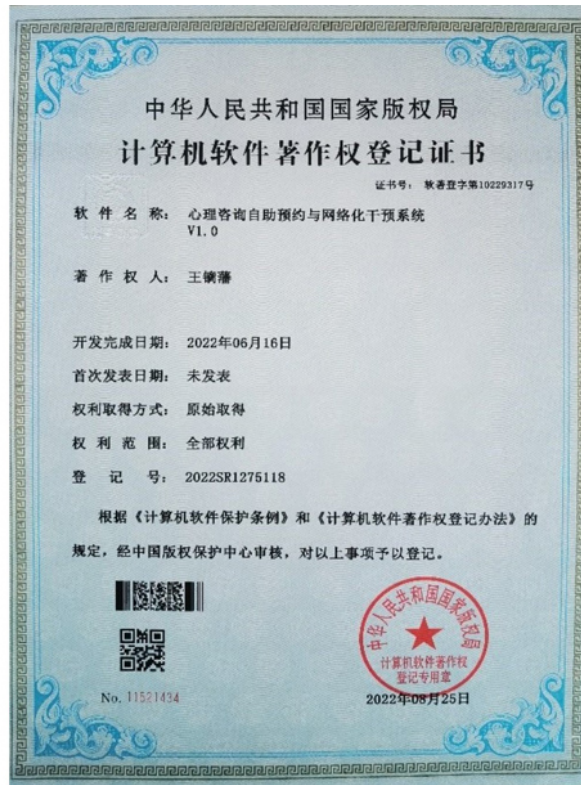 中华人民共和国国家版权局
计算机软件著作权登记证书
证书号： 软著登字第10229317号
软件名称： 心理咨询自助预约与网络化干预系统
V1.0
著作权人： 王镱藩
开发完成日期： 2022年06月16日
首次发表日期： 未发表
权利取得方式： 原始取得
权利范围： 全部权利
登记号： 2022SR1275118
根据《计算机软件保护条例》和《计算机软件著作权登记办法》的
规定，经中国版权保护中心审核，对以上事项予以登记。
中华人民共和国国家版权局
计算机软件著作权
登记专用章
No. 11521434
2022年08月25日